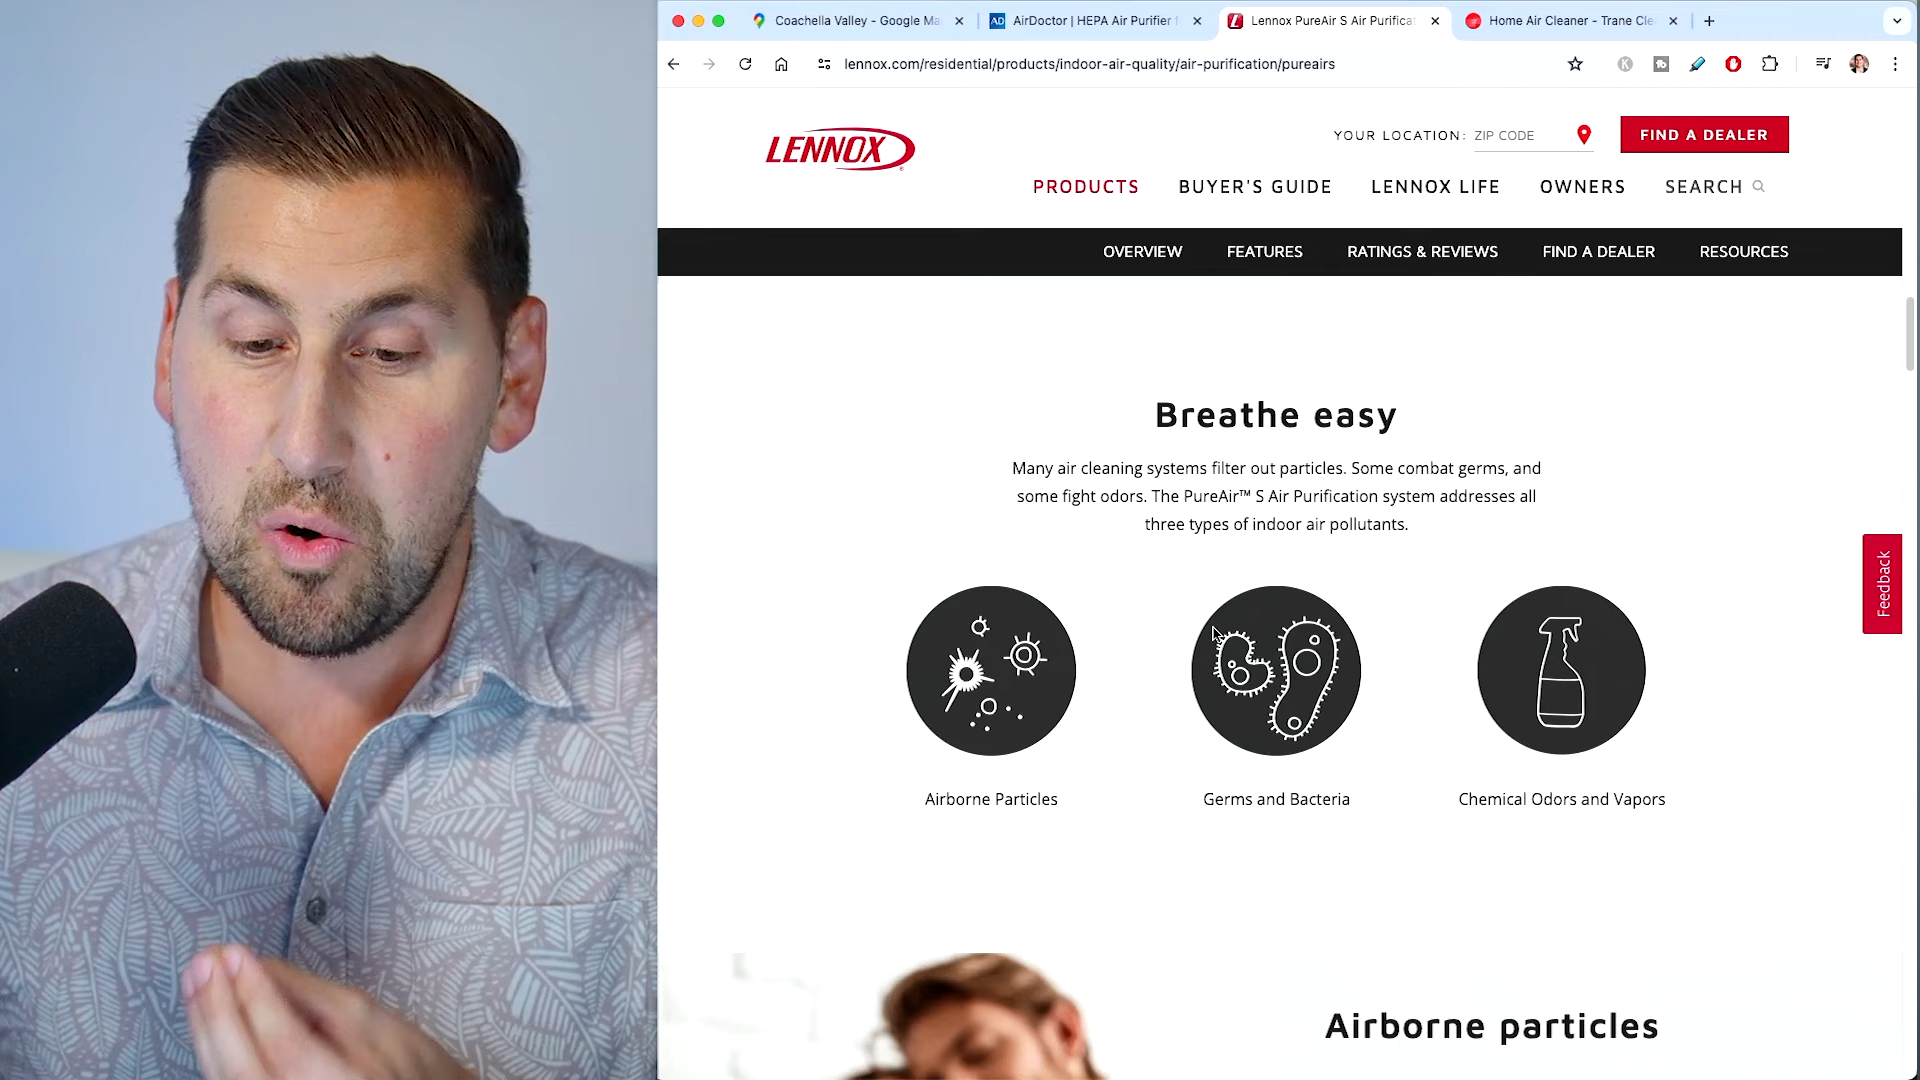 Coachella Valley - Google Ma
AirDoctor | HEPA Air Purifier f
Lennox PureAir S Air Purificat
Home Air Cleaner - Trane Cle
lennox.com/residential/products/indoor-air-quality/air-purification/pureairs
LENNOX
YOUR LOCATION: ZIP CODE
FIND A DEALER
PRODUCTS BUYER'S GUIDE LENNOX LIFE OWNERS SEARCH
OVERVIEW FEATURES RATINGS & REVIEWS FIND A DEALER RESOURCES
Breathe easy
Many air cleaning systems filter out particles. Some combat germs, and
some fight odors. The PureAir™ S Air Purification system addresses all
three types of indoor air pollutants.
Feedback
Airborne Particles
Germs and Bacteria
Chemical Odors and Vapors
Airborne particles